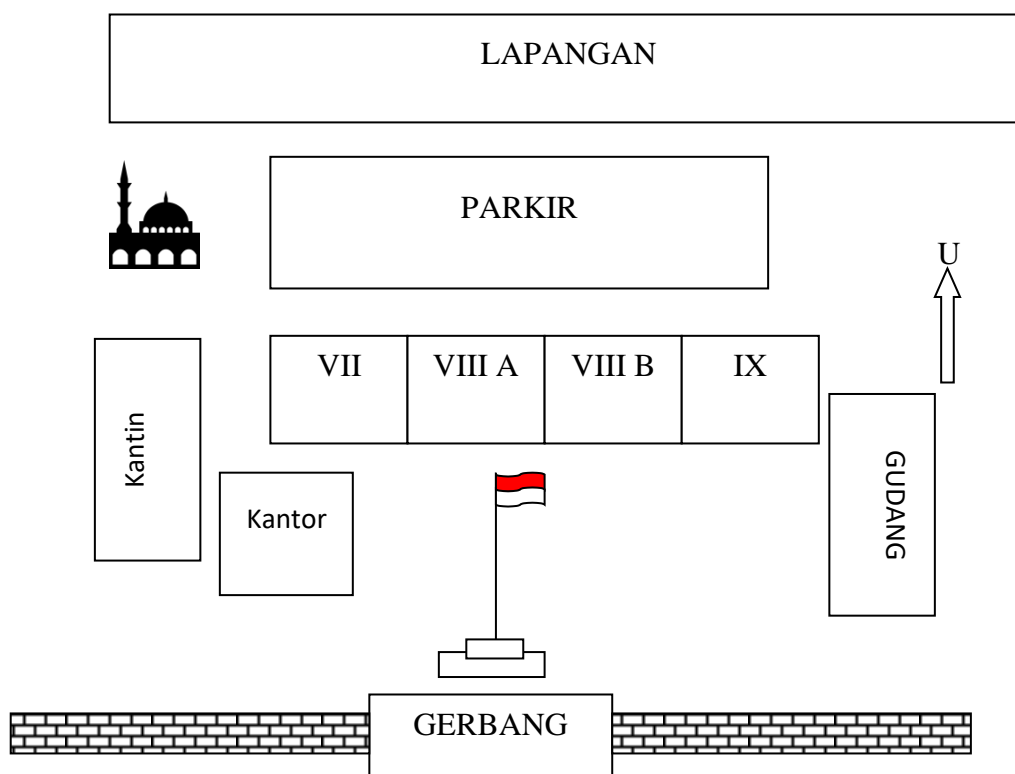 LAPANGAN
PARKIR
U
VII
VIII A
VIII B
IX
Kantin
Kantor
GUDANG
GERBANG